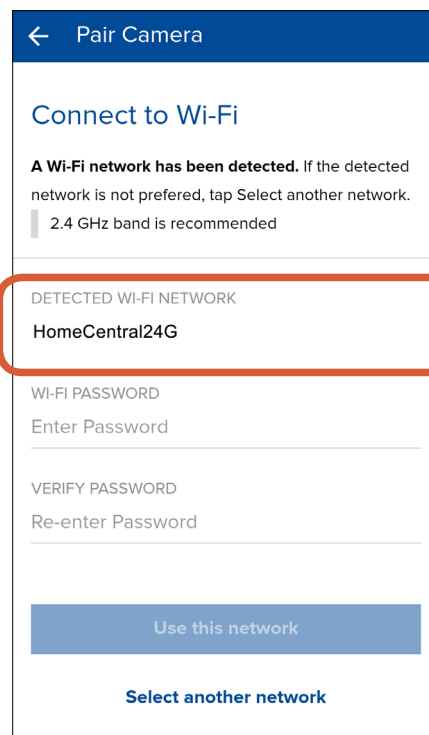 Pair Camera
Connect to Wi-Fi
A Wi-Fi network has been detected. If the detected
network is not prefered, tap Select another network.
2.4 GHz band is recommended
DETECTED WI-FI NETWORK
HomeCentral24G
WI-FI PASSWORD
Enter Password
VERIFY PASSWORD
Re-enter Password
Use this network
Select another network